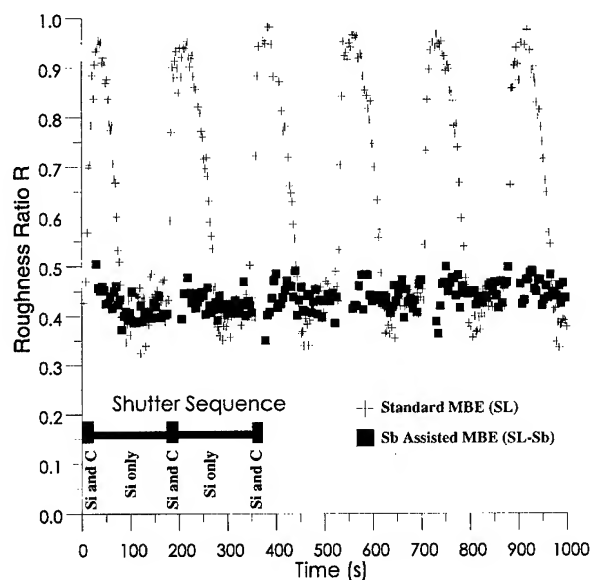 Roughness Ratio R
1.0
0.9
0.8
0.7
0.6
0.5
0.4
0.3
0.2
0.1
0.0
Shutter Sequence
Si and C
Si only
Si and C
Si only
Si and C
Standard MBE (SL)
Sb Assisted MBE (SL-Sb)
0 100 200 300 400 500 600 700 800 900 1000
Time (s)